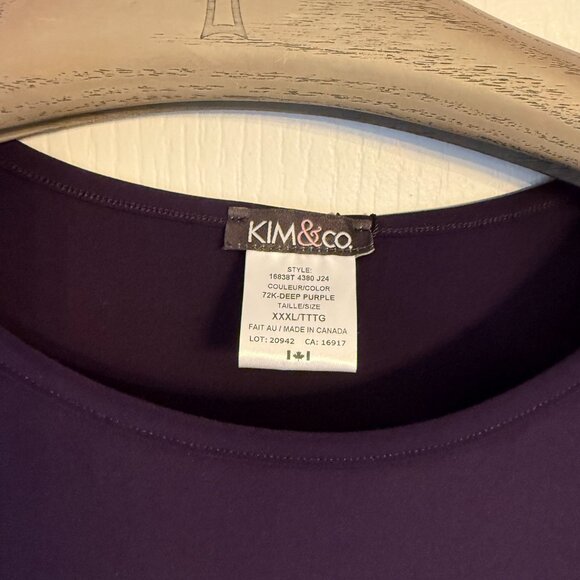 KIM&CO.
STYLE:
16838T 4380 J24
COULEUR/COLOR
72K-DEEP PURPLE
TAILLE/SIZE
XXXL/TTTG
FAIT AU / MADE IN CANADA
LOT: 20942 CA: 16917